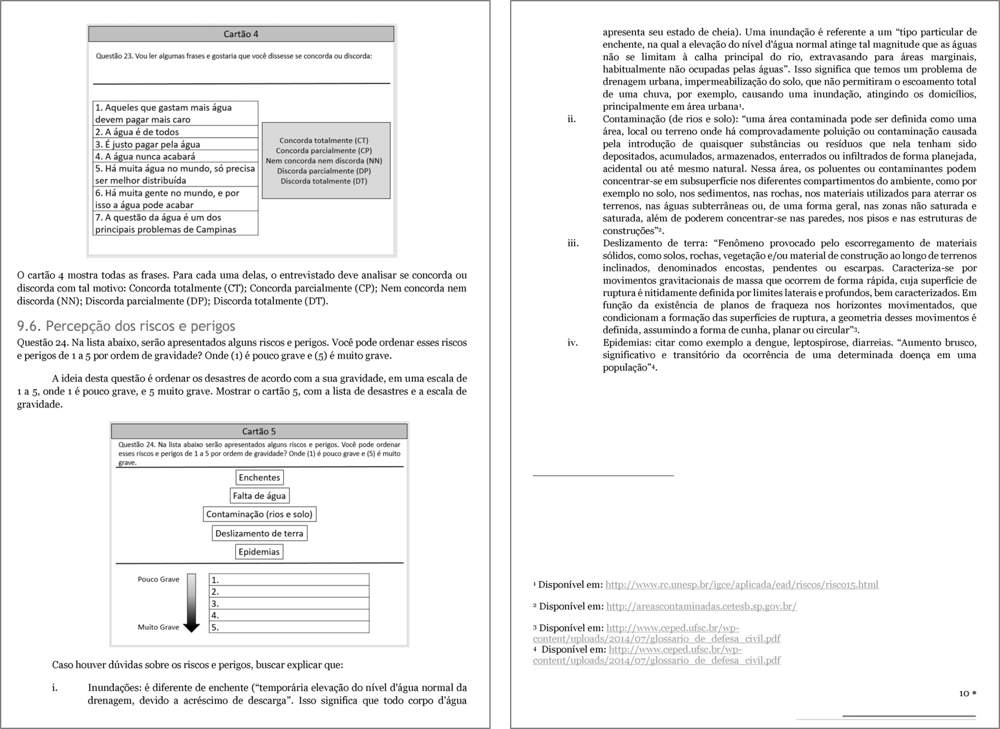 Cartão 4
Questão 23. Vou ler algumas frases e gostaria que você dissesse se concorda ou discorda:
1. Aqueles que gastam mais água
devem pagar mais caro
2. A água é de todos
3. É justo pagar pela água
4. A água nunca acabará
5. Há muita água no mundo, só precisa
ser melhor distribuída
6. Há muita gente no mundo, e por
isso a água pode acabar
7. A questão da água é um dos
principais problemas de Campinas
Concorda totalmente (CT)
Concorda parcialmente (CP)
Nem concorda nem discorda (NN)
Discorda parcialmente (DP)
Discorda totalmente (DT)
O cartão 4 mostra todas as frases. Para cada uma delas, o entrevistado deve analisar se concorda ou
discorda com tal motivo: Concorda totalmente (CT); Concorda parcialmente (CP); Nem concorda nem
discorda (NN); Discorda parcialmente (DP); Discorda totalmente (DT).
9.6. Percepção dos riscos e perigos
Questão 24. Na lista abaixo, serão apresentados alguns riscos e perigos. Você pode ordenar esses riscos
e perigos de 1 a 5 por ordem de gravidade? Onde (1) é pouco grave e (5) é muito grave.
A ideia desta questão é ordenar os desastres de acordo com a sua gravidade, em uma escala de
1 a 5, onde 1 é pouco grave, e 5 muito grave. Mostrar o cartão 5, com a lista de desastres e a escala de
gravidade.
Cartão 5
Questão 24. Na lista abaixo serão apresentados alguns riscos e perigos. Você pode ordenar
esses riscos e perigos de 1 a 5 por ordem de gravidade? Onde (1) é pouco grave e (5) é muito
grave.
Enchentes
Falta de água
Contaminação (rios e solo)
Deslizamento de terra
Epidemias
Pouco Grave
Muito Grave
1.
2.
3.
4.
5.
Caso houver dúvidas sobre os riscos e perigos, buscar explicar que:
i. Inundações: é diferente de enchente (“temporária elevação do nível d'água normal da
drenagem, devido a acréscimo de descarga”. Isso significa que todo corpo d’água
apresenta seu estado de cheia). Uma inundação é referente a um “tipo particular de
enchente, na qual a elevação do nível d'água normal atinge tal magnitude que as águas
não se limitam à calha principal do rio, extravasando para áreas marginais,
habitualmente não ocupadas pelas águas”. Isso significa que temos um problema de
drenagem urbana, impermeabilização do solo, que não permitiram o escoamento total
de uma chuva, por exemplo, causando uma inundação, atingindo os domicílios,
principalmente em área urbana¹.
ii. Contaminação (de rios e solo): “uma área contaminada pode ser definida como uma
área, local ou terreno onde há comprovadamente poluição ou contaminação causada
pela introdução de quaisquer substâncias ou resíduos que nela tenham sido
depositados, acumulados, armazenados, enterrados ou infiltrados de forma planejada,
acidental ou até mesmo natural. Nessa área, os poluentes ou contaminantes podem
concentrar-se em subsuperfície nos diferentes compartimentos do ambiente, como por
exemplo no solo, nos sedimentos, nas rochas, nos materiais utilizados para aterrar os
terrenos, nas águas subterrâneas ou, de uma forma geral, nas zonas não saturada e
saturada, além de poderem concentrar-se nas paredes, nos pisos e nas estruturas de
construções”².
iii. Deslizamento de terra: “Fenômeno provocado pelo escorregamento de materiais
sólidos, como solos, rochas, vegetação e/ou material de construção ao longo de terrenos
inclinados, denominados encostas, pendentes ou escarpas. Caracteriza-se por
movimentos gravitacionais de massa que ocorrem de forma rápida, cuja superfície de
ruptura é nitidamente definida por limites laterais e profundos, bem caracterizados. Em
função da existência de planos de fraqueza nos horizontes movimentados, que
condicionam a formação das superfícies de ruptura, a geometria desses movimentos é
definida, assumindo a forma de cunha, planar ou circular”³.
iv. Epidemias: citar como exemplo a dengue, leptospirose, diarreias. “Aumento brusco,
significativo e transitório da ocorrência de uma determinada doença em uma
população”⁴.
¹ Disponível em: http://www.rc.unesp.br/igce/aplicada/ead/riscos/risco15.html
² Disponível em: http://areascontaminadas.cetesb.sp.gov.br/
³ Disponível em: http://www.ceped.ufsc.br/wp-
content/uploads/2014/07/glossario_de_defesa_civil.pdf
⁴ Disponível em: http://www.ceped.ufsc.br/wp-
content/uploads/2014/07/glossario_de_defesa_civil.pdf
10